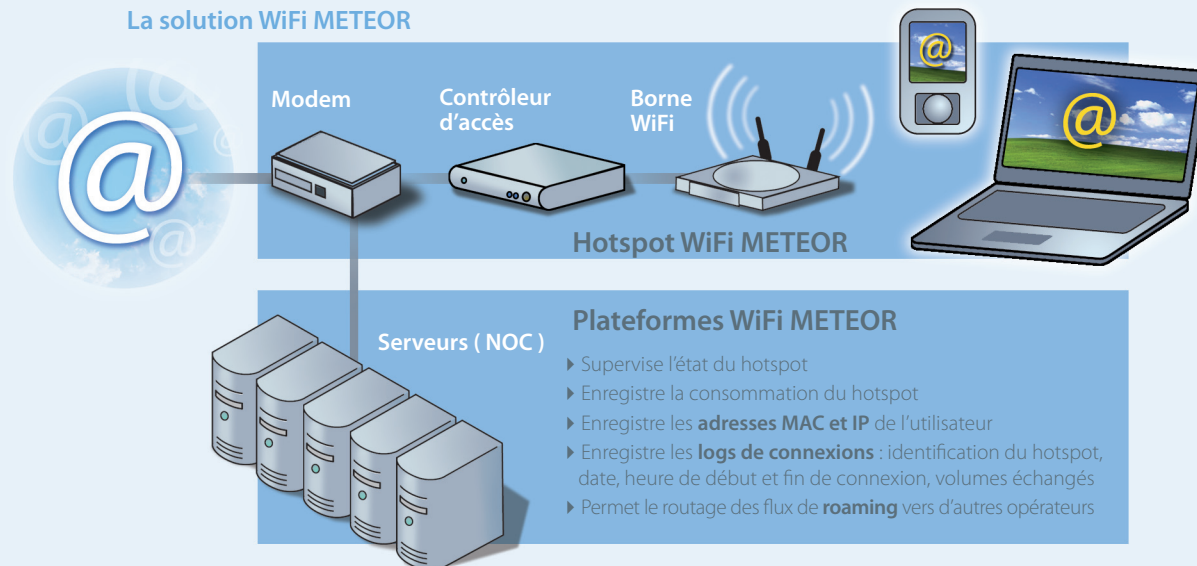 La solution WiFi METEOR
@
@
@
@
@
@
Modem
Contrôleur
d'accès
Borne
WiFi
@
@
Hotspot WiFi METEOR
Serveurs ( NOC )
Plateformes WiFi METEOR
Supervise l'état du hotspot
Enregistre la consommation du hotspot
Enregistre les adresses MAC et IP de l'utilisateur
Enregistre les logs de connexions : identification du hotspot,
date, heure de début et fin de connexion, volumes échangés
Permet le routage des flux de roaming vers d'autres opérateurs